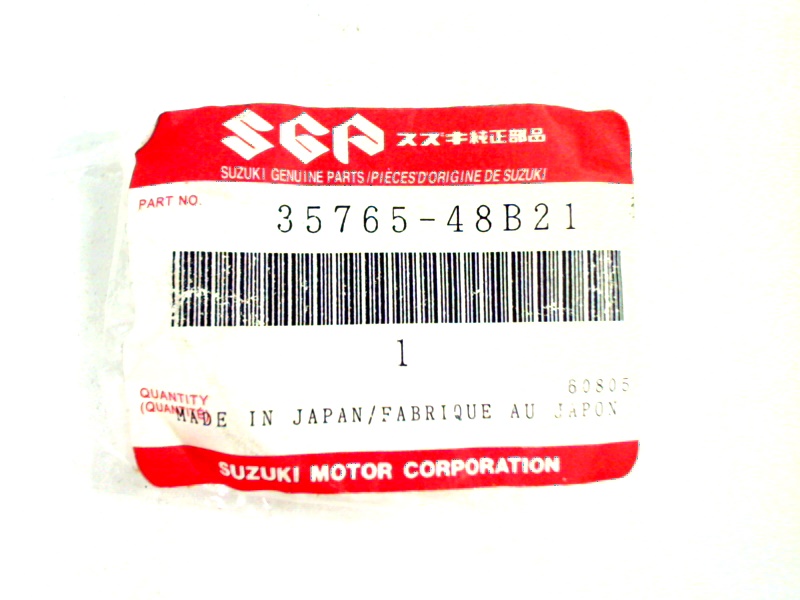 SGP スズキ純正部品
SUZUKI GENUINE PARTS/PIÈCES D'ORIGINE DE SUZUKI
PART NO.
35765-48B21
1
60805
QUANTITY
(QUANTITÉ)
MADE IN JAPAN/FABRIQUE AU JAPON
SUZUKI MOTOR CORPORATION